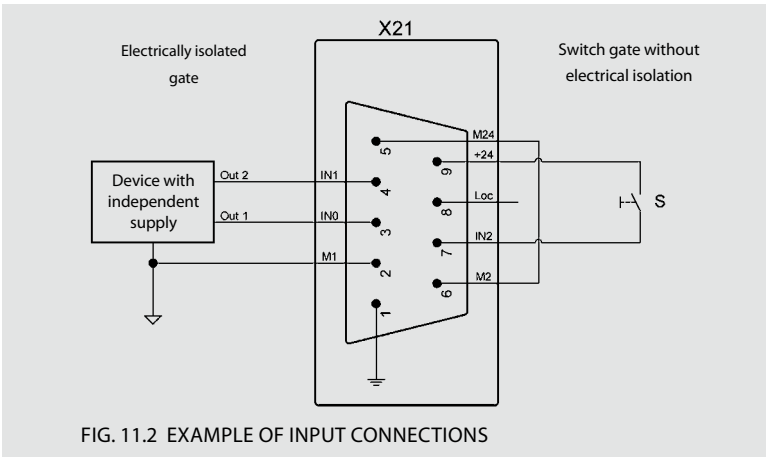 X21
Electrically isolated
gate
Switch gate without
electrical isolation
Device with
independent
supply
Out 2
Out 1
IN1
IN0
M1
5
4
3
2
1
9
8
7
6
M24
+24
Loc
IN2
M2
S
FIG. 11.2 EXAMPLE OF INPUT CONNECTIONS